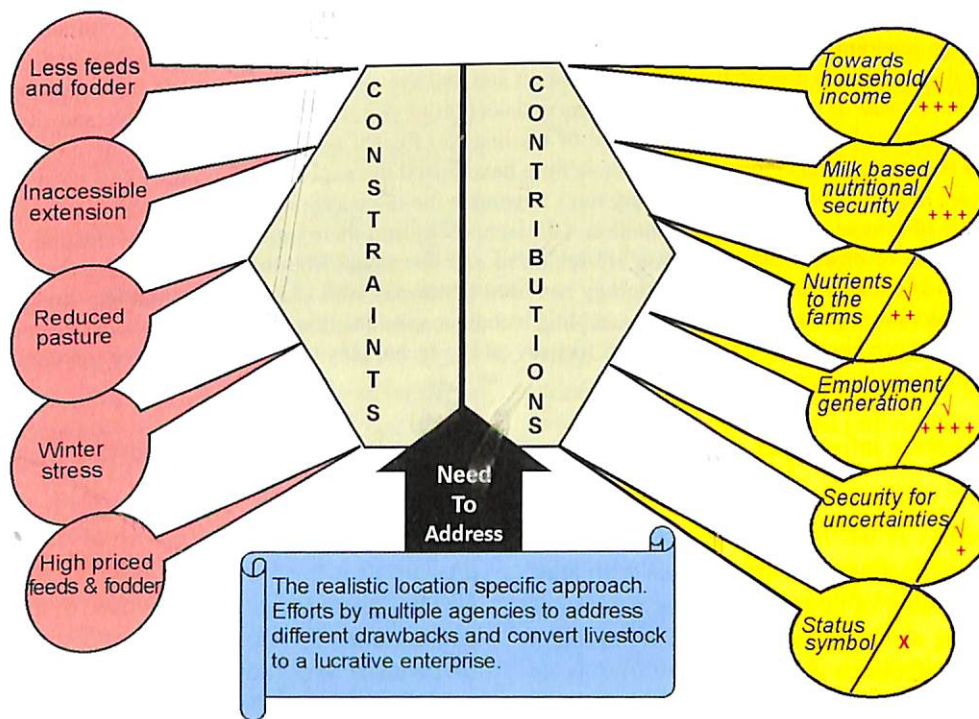 Less feeds
and fodder
Inaccessible
extension
Reduced
pasture
Winter
stress
High priced
feeds & fodder
CONSTRAINTS
CONTRIBUTIONS
Towards
household
income
√
+ + +
Milk based
nutritional
security
√
+ + +
Nutrients
to the
farms
√
+ +
Employment
generation
√
+ + + +
Security for
uncertainties
√
+
Status
symbol
X
Need
To
Address
The realistic location specific approach.
Efforts by multiple agencies to address
different drawbacks and convert livestock
to a lucrative enterprise.